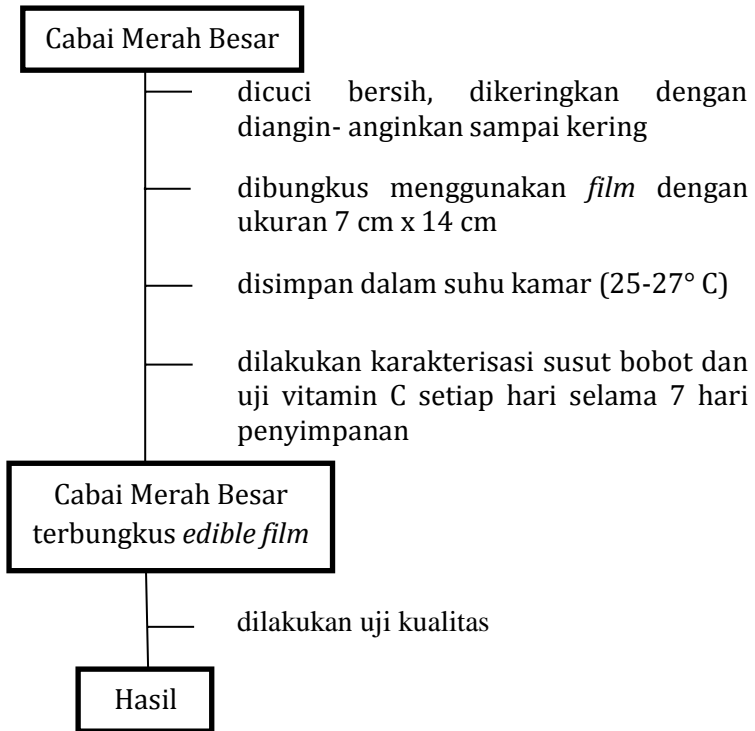 Cabai Merah Besar
dicuci bersih, dikeringkan dengan
diangin- anginkan sampai kering
dibungkus menggunakan film dengan
ukuran 7 cm x 14 cm
disimpan dalam suhu kamar (25-27° C)
dilakukan karakterisasi susut bobot dan
uji vitamin C setiap hari selama 7 hari
penyimpanan
Cabai Merah Besar
terbungkus edible film
dilakukan uji kualitas
Hasil